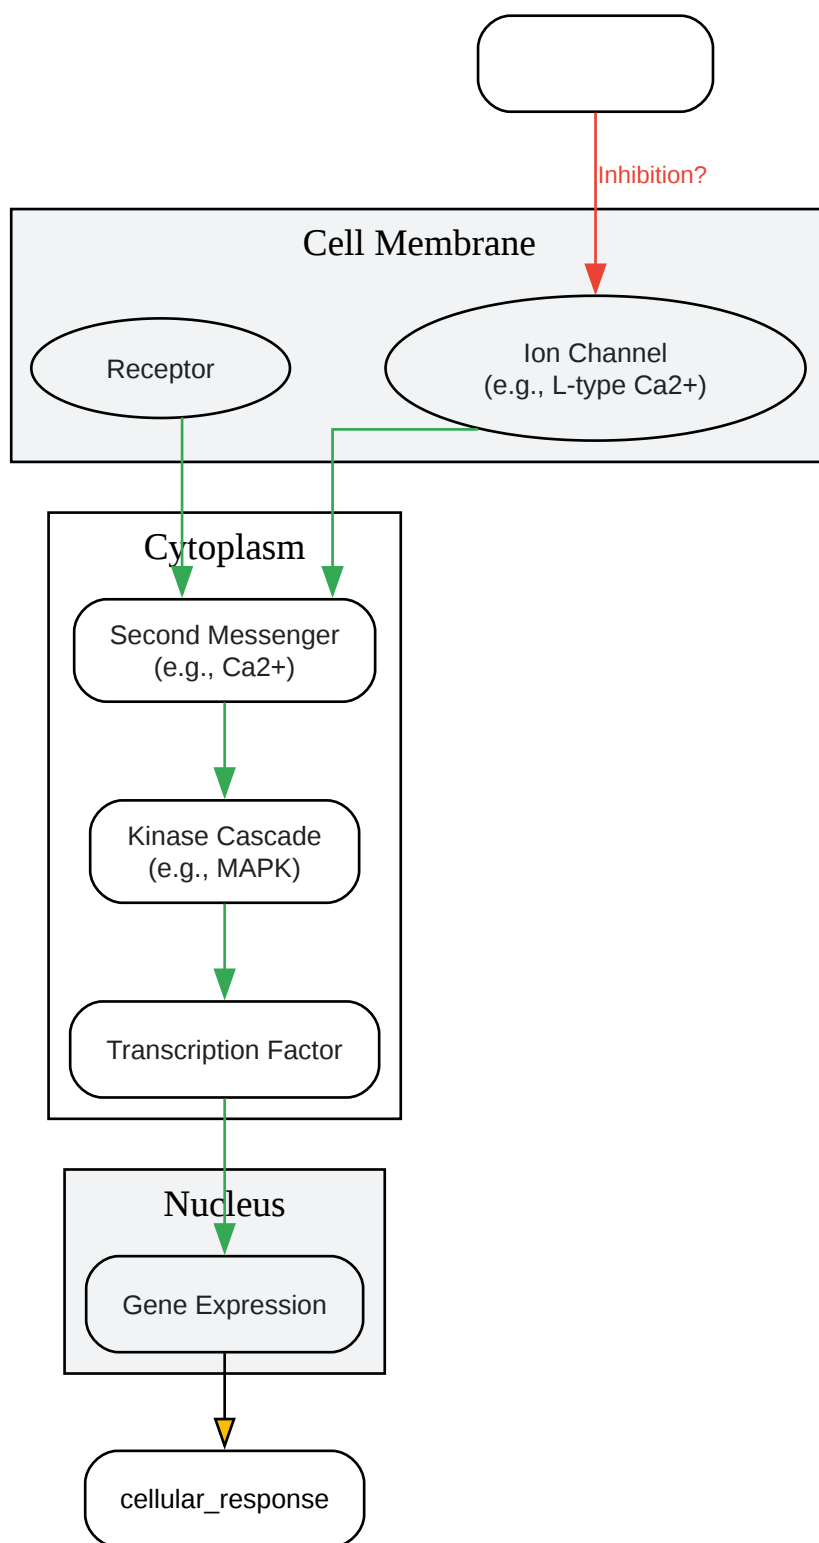 Inhibition?
Cell Membrane
Receptor
Ion Channel
(e.g., L-type Ca2+)
Cytoplasm
Second Messenger
(e.g., Ca2+)
Kinase Cascade
(e.g., MAPK)
Transcription Factor
Nucleus
Gene Expression
cellular_response